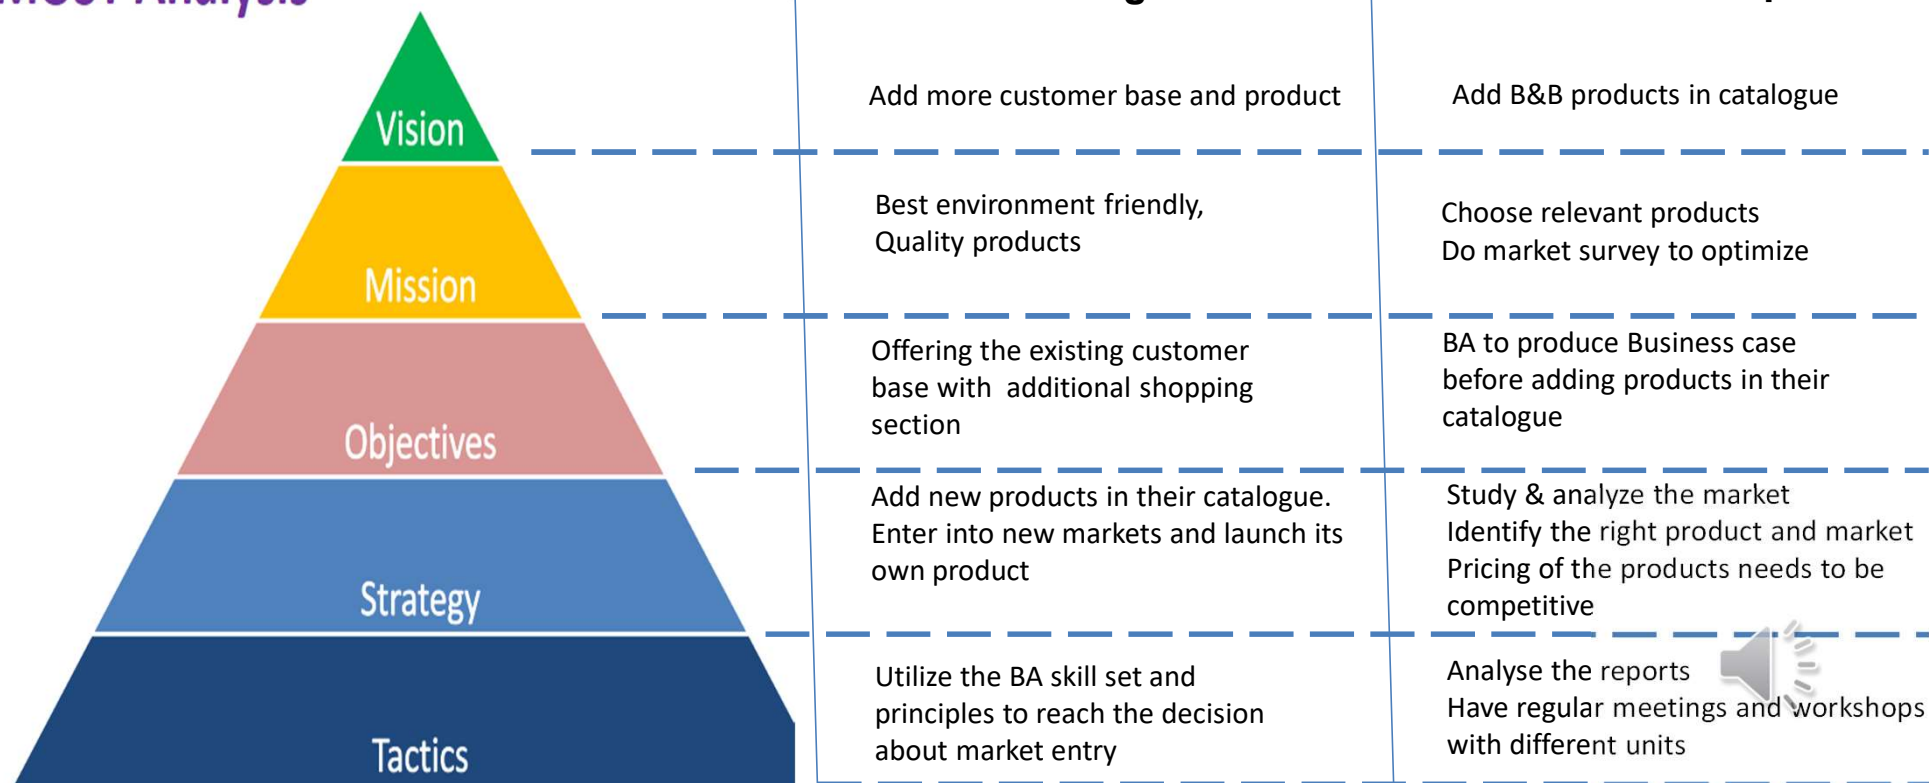 Analysis
Vision
Add more customer base and product
Add B&B products in catalogue
Mission
Best environment friendly,
Quality products
Choose relevant products
Do market survey to optimize
Objectives
Offering the existing customer
base with additional shopping
section
BA to produce Business case
before adding products in their
catalogue
Strategy
Add new products in their catalogue.
Enter into new markets and launch its
own product
Study & analyze the market
Identify the right product and market
Pricing of the products needs to be
competitive
Tactics
Utilize the BA skill set and
principles to reach the decision
about market entry
Analyse the reports
Have regular meetings and workshops
with different units